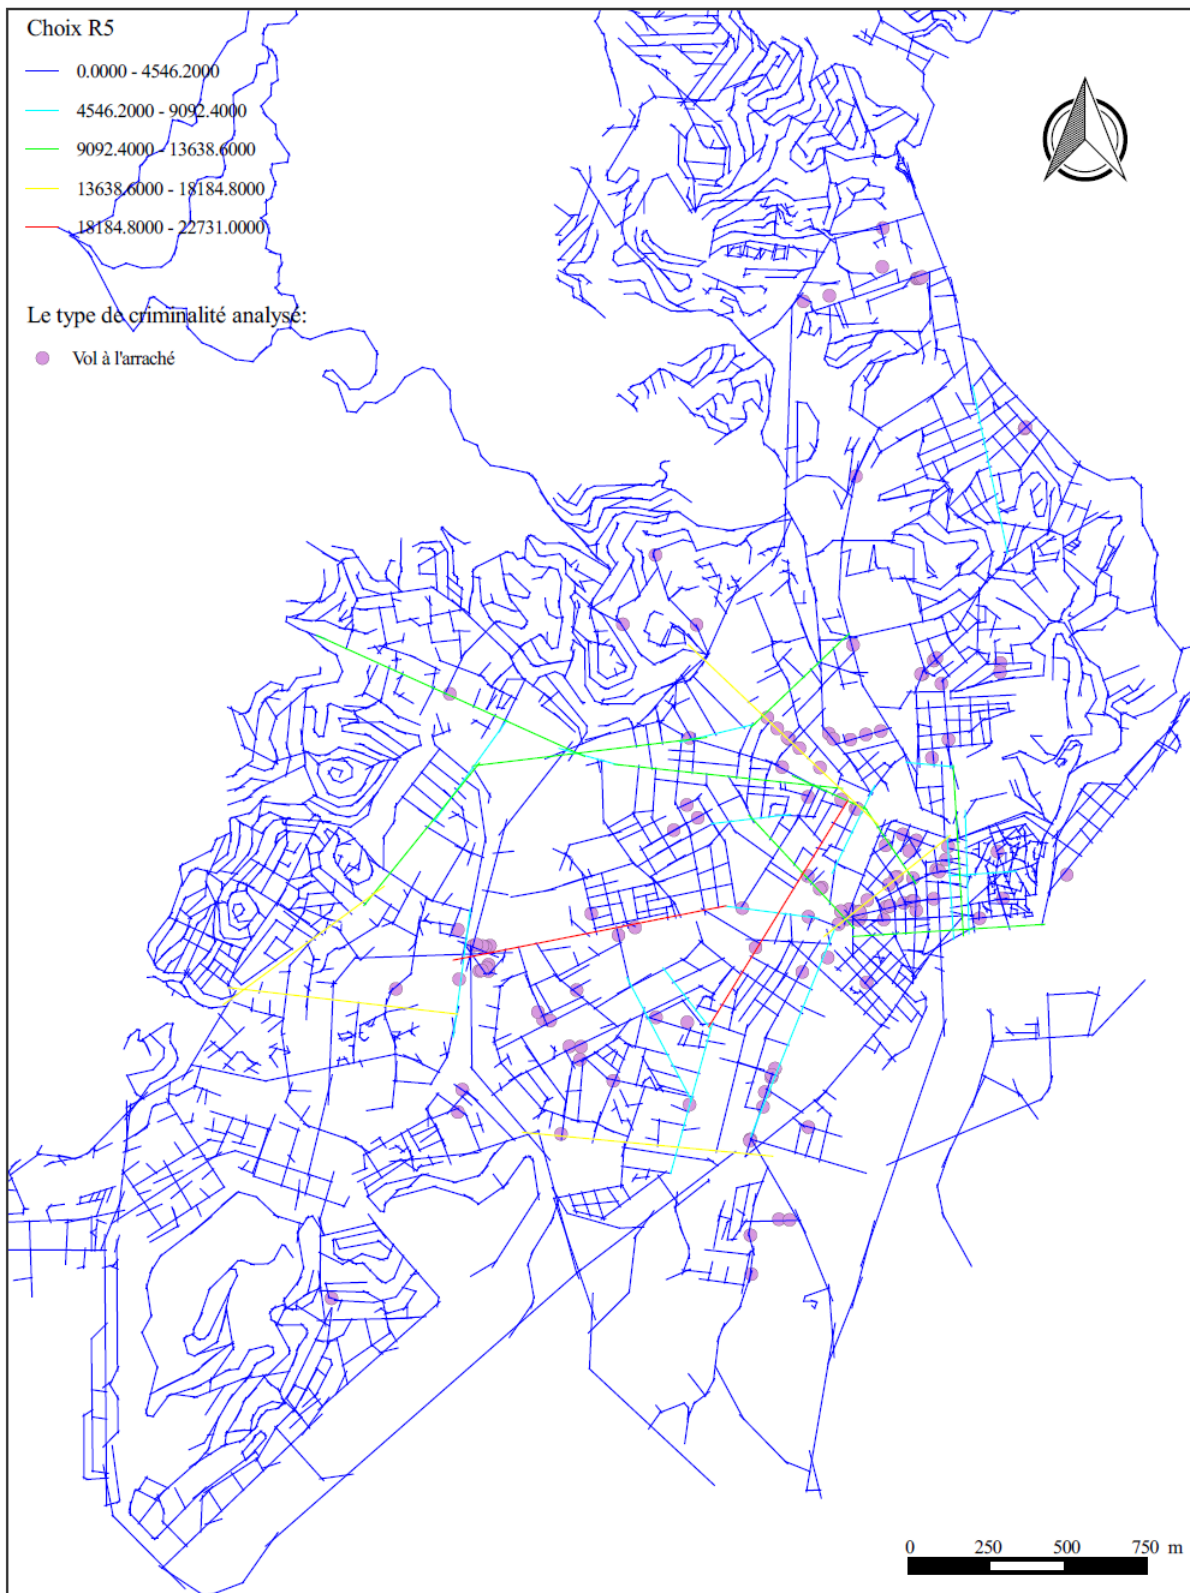 Choix R5
0.0000 - 4546.2000
4546.2000 - 9092.4000
9092.4000 - 13638.6000
13638.6000 - 18184.8000
18184.8000 - 22731.0000
Le type de criminalité analysé:
Vol à l'arraché
0 250 500 750 m